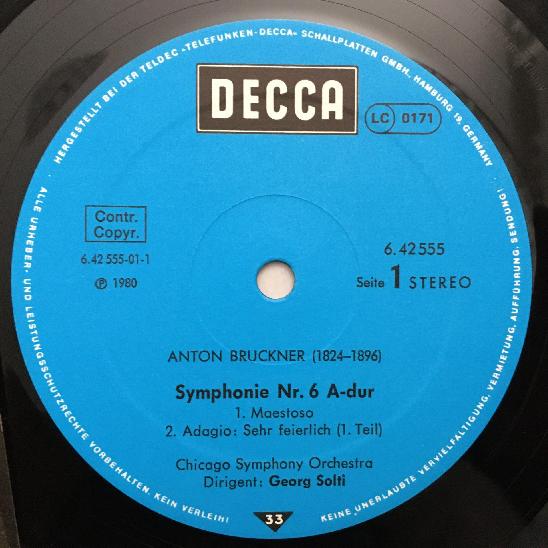 HERGESTELLT BEI DER TELDEC »TELEFUNKEN-DECCA« SCHALLPLATTEN GMBH, HAMBURG 19, GERMANY
DECCA
LC 0171
Contr.
Copyr.
6.42 555-01-1
℗ 1980
6.42555
Seite 1 STEREO
ANTON BRUCKNER (1824–1896)
Symphonie Nr. 6 A-dur
1. Maestoso
2. Adagio: Sehr feierlich (1. Teil)
Chicago Symphony Orchestra
Dirigent: Georg Solti
33
ALLE URHEBER- UND LEISTUNGSSCHUTZRECHTE VORBEHALTEN. KEIN VERLEIH! KEINE UNERLAUBTE VERVIELFÄLTIGUNG, VERMIETUNG, AUFFÜHRUNG, SENDUNG!